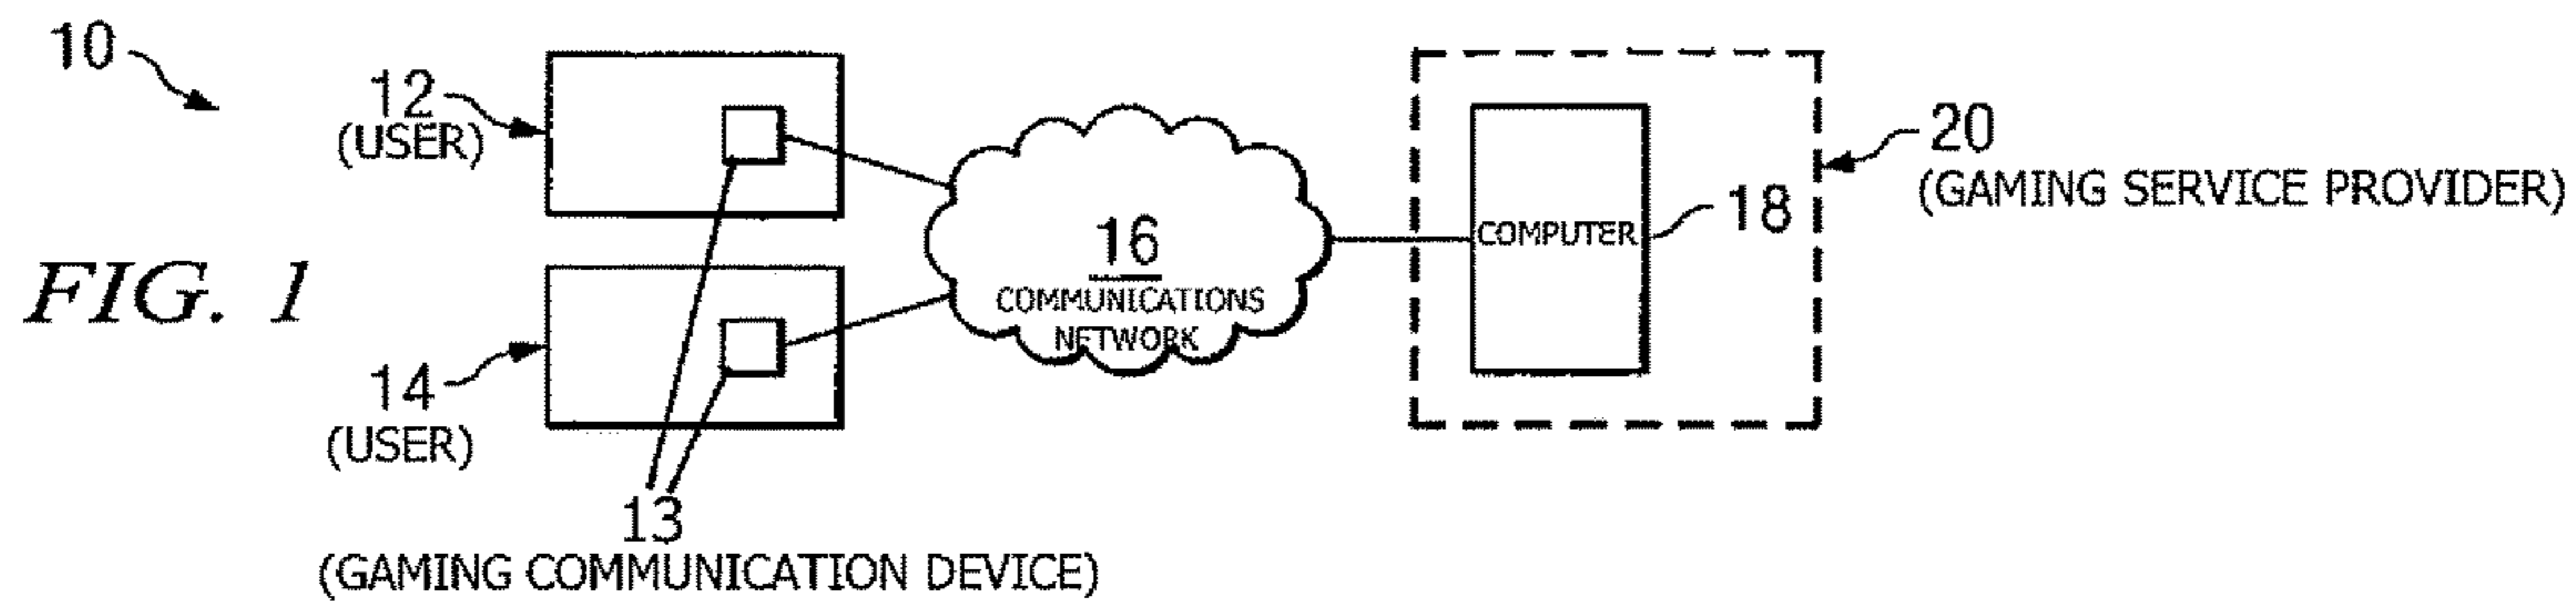 10
12
(USER)
FIG. 1
14
(USER)
13
(GAMING COMMUNICATION DEVICE)
16
COMMUNICATIONS
NETWORK
COMPUTER
18
20
(GAMING SERVICE PROVIDER)